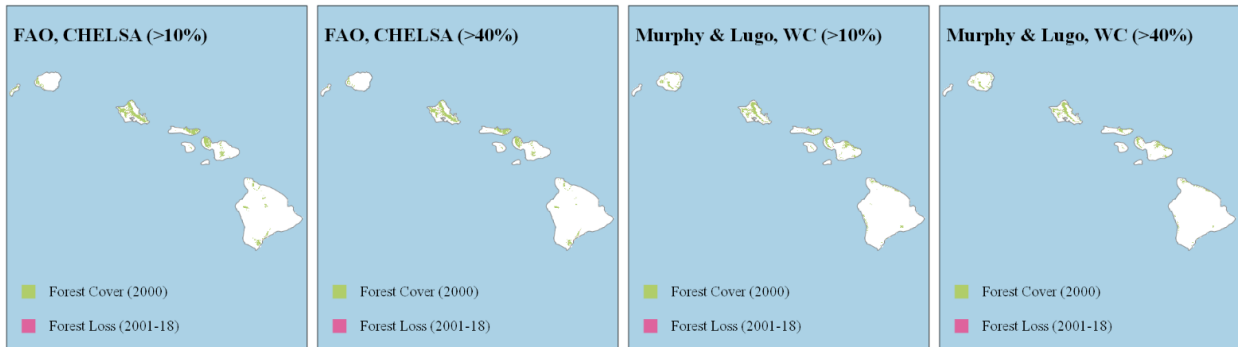 FAO, CHELSA (>10%)
Forest Cover (2000)
Forest Loss (2001-18)
FAO, CHELSA (>40%)
Forest Cover (2000)
Forest Loss (2001-18)
Murphy & Lugo, WC (>10%)
Forest Cover (2000)
Forest Loss (2001-18)
Murphy & Lugo, WC (>40%)
Forest Cover (2000)
Forest Loss (2001-18)